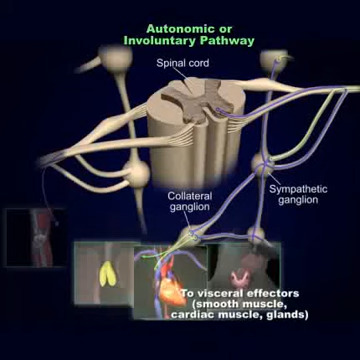 Autonomic or
Involuntary Pathway
Spinal cord
Collateral
ganglion
Sympathetic
ganglion
To visceral effectors
(smooth muscle,
cardiac muscle, glands)